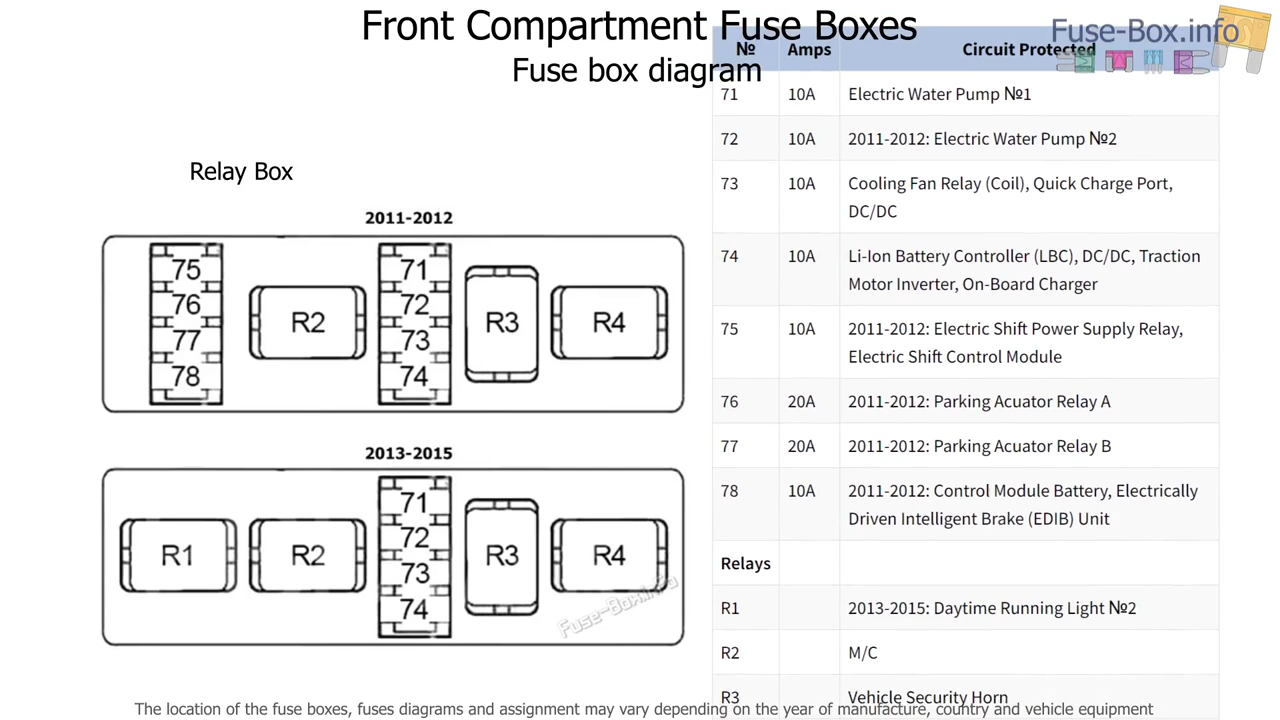 Front Compartment Fuse Boxes
Fuse box diagram
Fuse-Box.info
Relay Box
2011-2012
75
76
77
78
R2
71
72
73
74
R3
R4
2013-2015
R1
R2
71
72
73
74
R3
R4
Fuse-Box.info
№ Amps Circuit Protected
71 10A Electric Water Pump №1
72 10A 2011-2012: Electric Water Pump №2
73 10A Cooling Fan Relay (Coil), Quick Charge Port,
DC/DC
74 10A Li-Ion Battery Controller (LBC), DC/DC, Traction
Motor Inverter, On-Board Charger
75 10A 2011-2012: Electric Shift Power Supply Relay,
Electric Shift Control Module
76 20A 2011-2012: Parking Acuator Relay A
77 20A 2011-2012: Parking Acuator Relay B
78 10A 2011-2012: Control Module Battery, Electrically
Driven Intelligent Brake (EDIB) Unit
Relays
R1 2013-2015: Daytime Running Light №2
R2 M/C
R3 Vehicle Security Horn
The location of the fuse boxes, fuses diagrams and assignment may vary depending on the year of manufacture, country and vehicle equipment